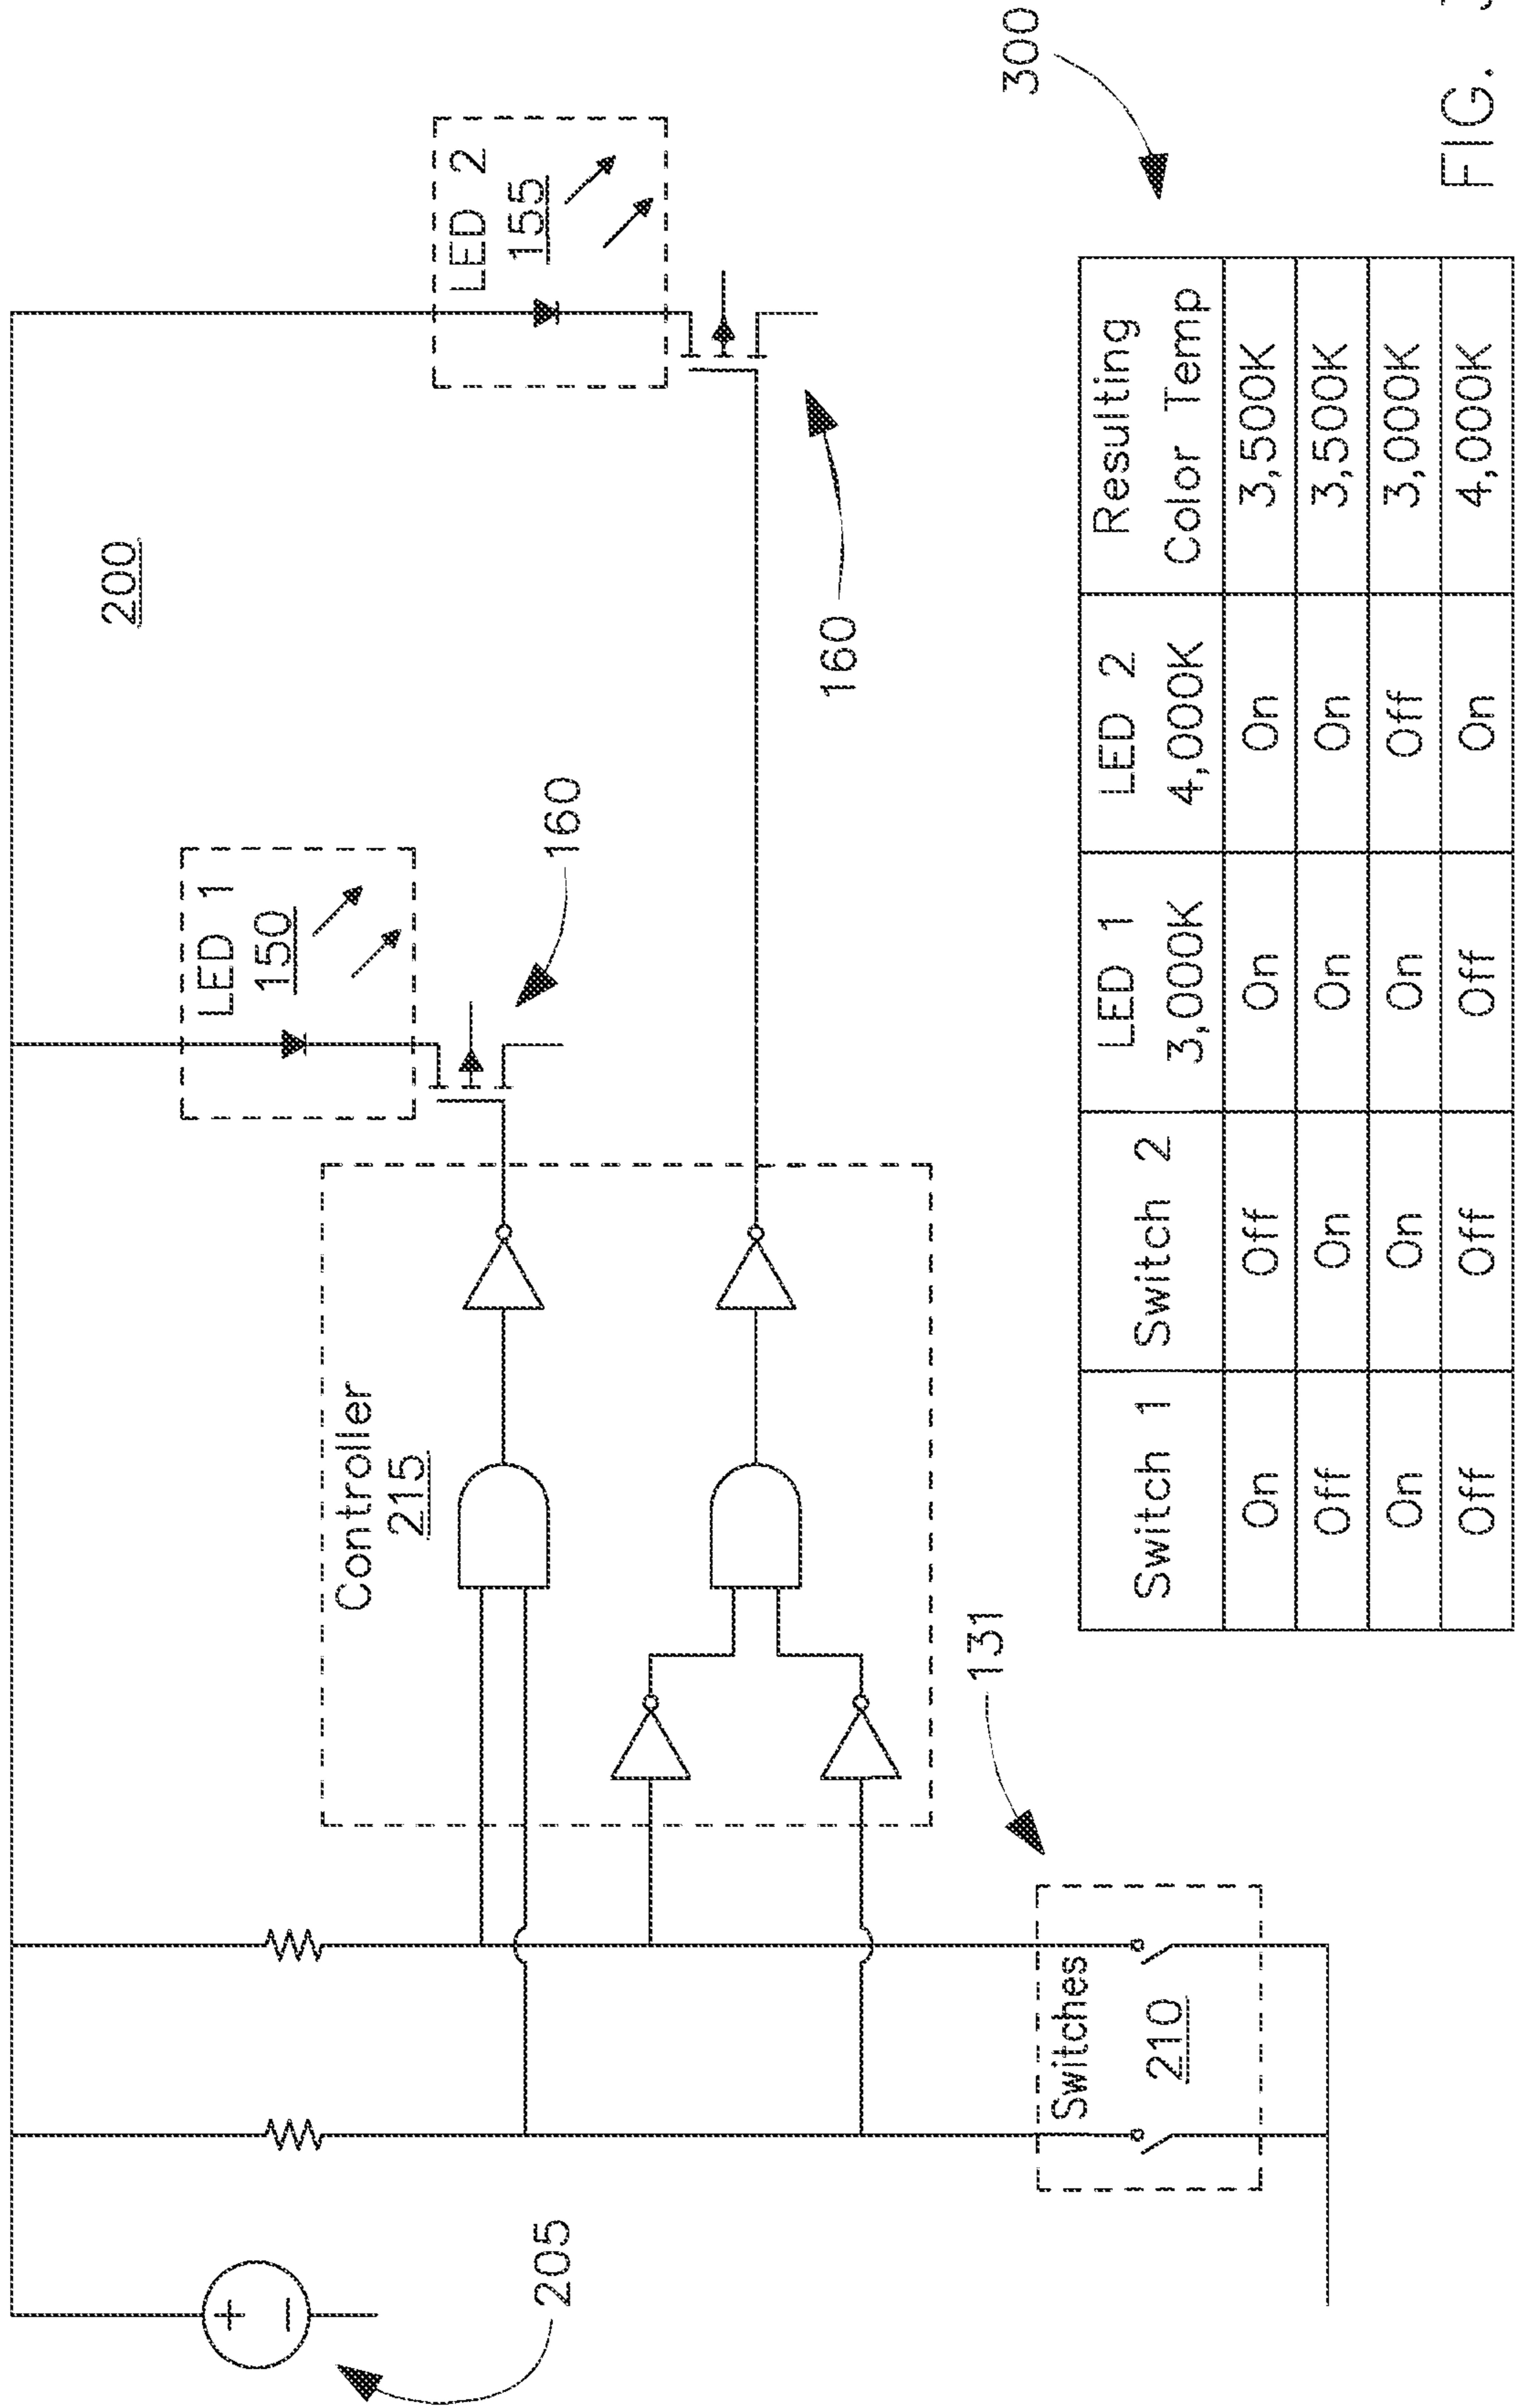 200
LED 1
150
LED 2
155
160
160
Controller
215
205
+
–
Switches
210
131
300
Switch 1 Switch 2 LED 1 3,000K LED 2 4,000K Resulting Color Temp
On Off On On 3,500K
Off On On On 3,500K
On On On Off 3,000K
Off Off Off On 4,000K
FIG.